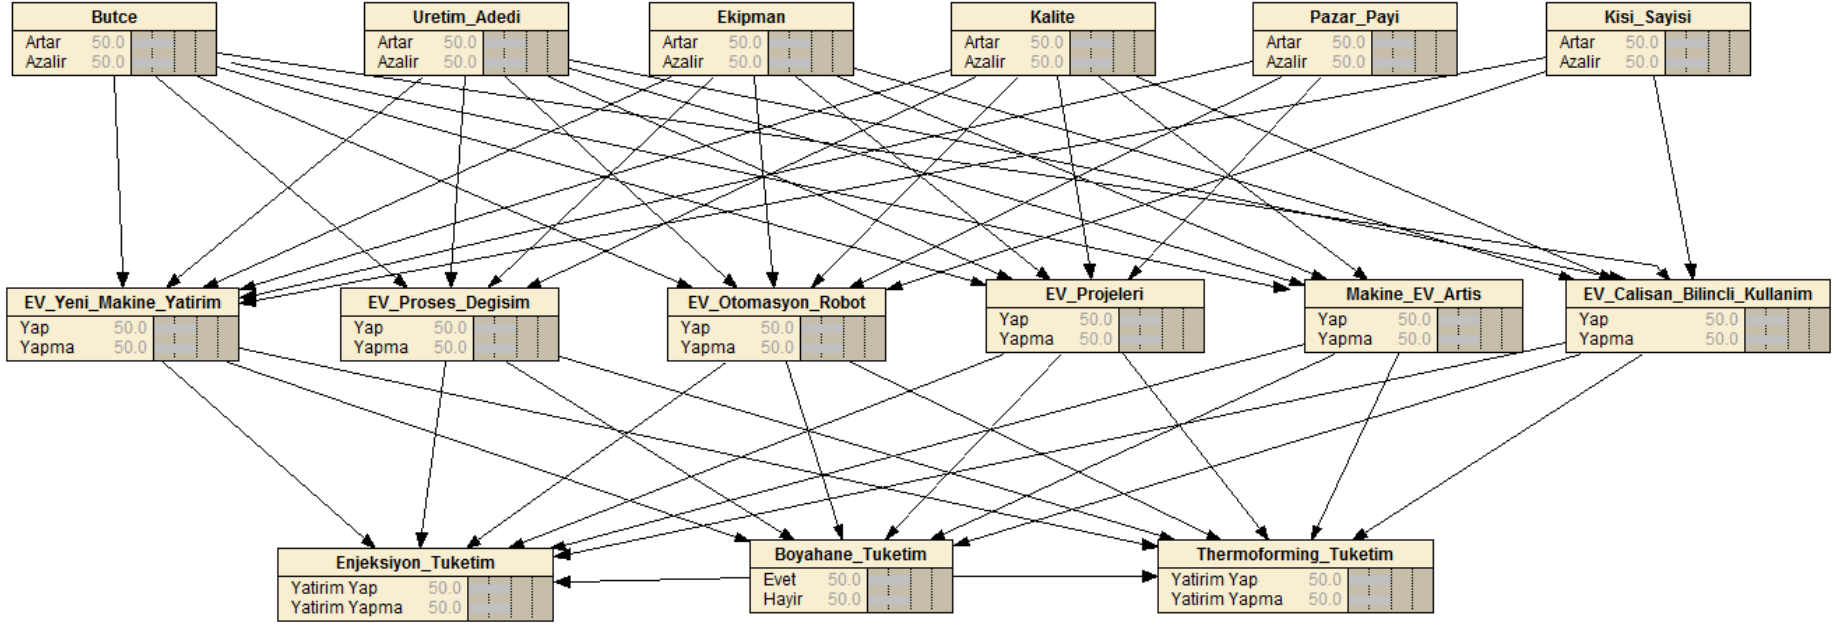 Butce
Artar 50.0
Azalir 50.0
Uretim_Adedi
Artar 50.0
Azalir 50.0
Ekipman
Artar 50.0
Azalir 50.0
Kalite
Artar 50.0
Azalir 50.0
Pazar_Payi
Artar 50.0
Azalir 50.0
Kisi_Sayisi
Artar 50.0
Azalir 50.0
EV_Yeni_Makine_Yatirim
Yap 50.0
Yapma 50.0
EV_Proses_Degisim
Yap 50.0
Yapma 50.0
EV_Otomasyon_Robot
Yap 50.0
Yapma 50.0
EV_Projeleri
Yap 50.0
Yapma 50.0
Makine_EV_Artis
Yap 50.0
Yapma 50.0
EV_Calisan_Bilincli_Kullanim
Yap 50.0
Yapma 50.0
Enjeksiyon_Tuketim
Yatirim Yap 50.0
Yatirim Yapma 50.0
Boyahane_Tuketim
Evet 50.0
Hayir 50.0
Thermoforming_Tuketim
Yatirim Yap 50.0
Yatirim Yapma 50.0